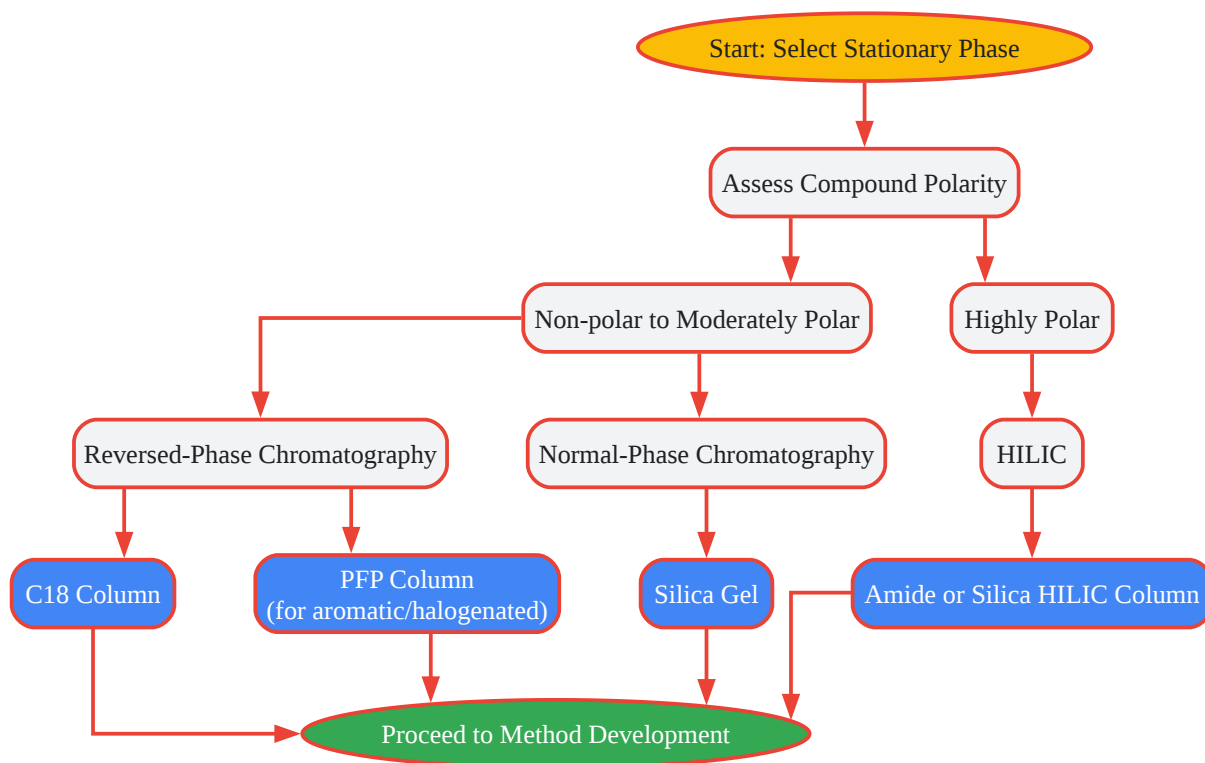 Start: Select Stationary Phase
Assess Compound Polarity
Non-polar to Moderately Polar
Highly Polar
Reversed-Phase Chromatography
Normal-Phase Chromatography
HILIC
C18 Column
PFP Column
(for aromatic/halogenated)
Silica Gel
Amide or Silica HILIC Column
Proceed to Method Development